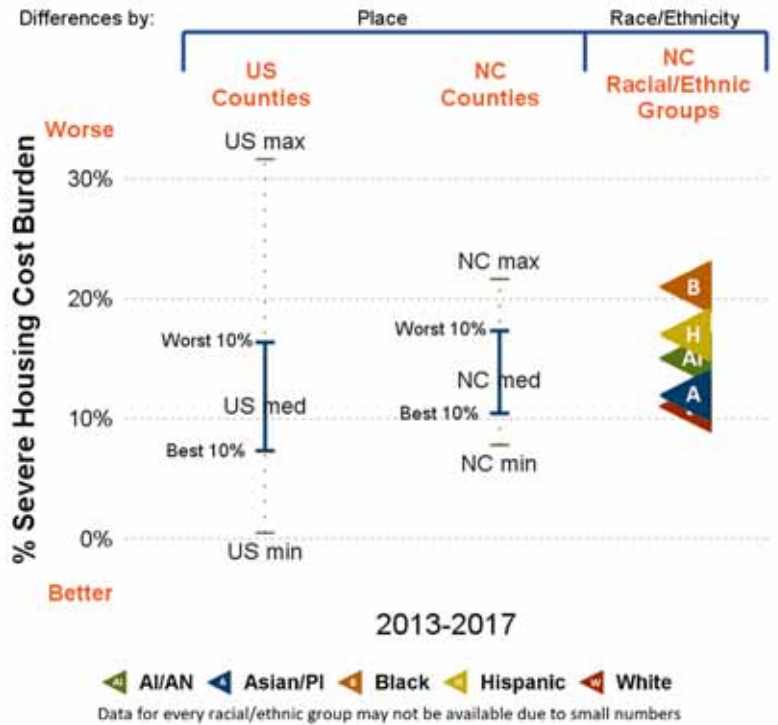 Differences by: Place Race/Ethnicity
US Counties
NC Counties
NC Racial/Ethnic Groups
% Severe Housing Cost Burden
Worse
US max
30%
NC max
B
20%
Worst 10%
Worst 10%
H
AI
US med
NC med
A
10%
Best 10%
Best 10%
NC min
0%
US min
Better
2013-2017
AI/AN Asian/PI Black Hispanic White
Data for every racial/ethnic group may not be available due to small numbers